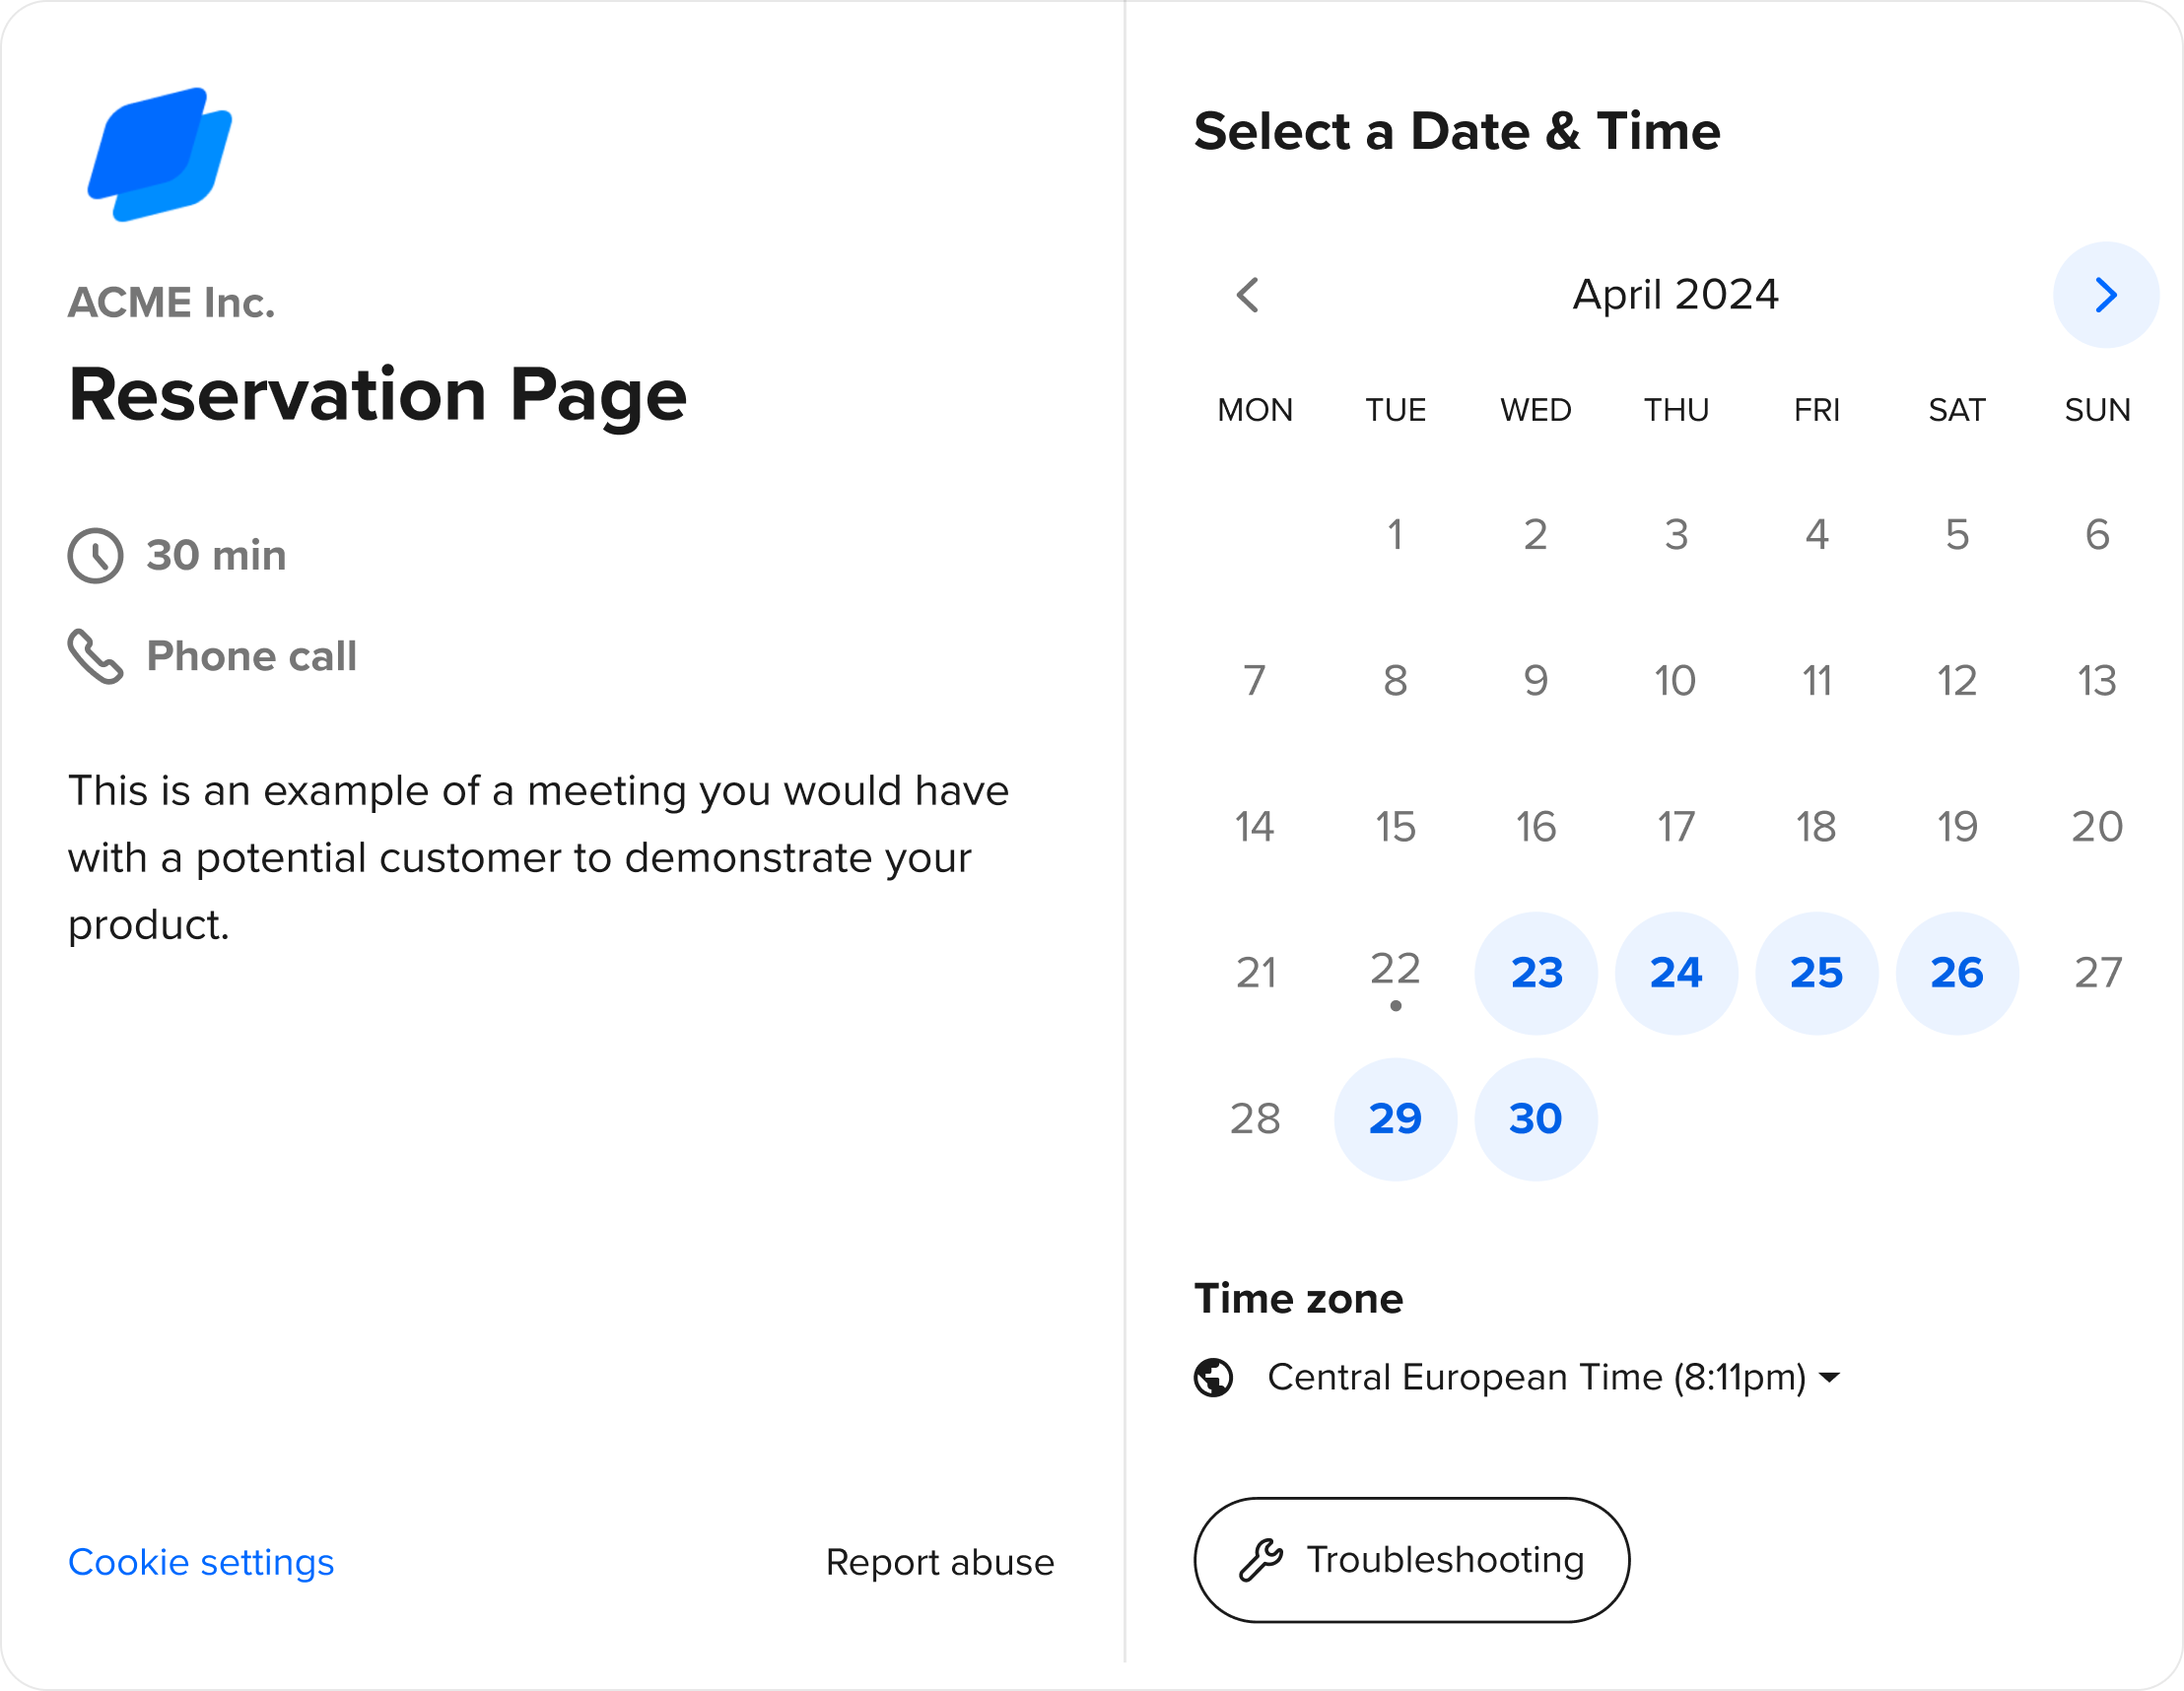 ACME Inc.
Reservation Page
30 min
Phone call
This is an example of a meeting you would have
with a potential customer to demonstrate your
product.
Cookie settings
Report abuse
Select a Date & Time
April 2024
MON TUE WED THU FRI SAT SUN
1 2 3 4 5 6
7 8 9 10 11 12 13
14 15 16 17 18 19 20
21 22 23 24 25 26 27
28 29 30
Time zone
Central European Time (8:11pm)
Troubleshooting